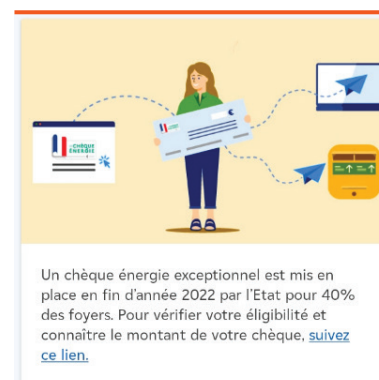 CHÈQUE
ÉNERGIE
Un chèque énergie exceptionnel est mis en
place en fin d'année 2022 par l'Etat pour 40%
des foyers. Pour vérifier votre éligibilité et
connaître le montant de votre chèque, suivez
ce lien.